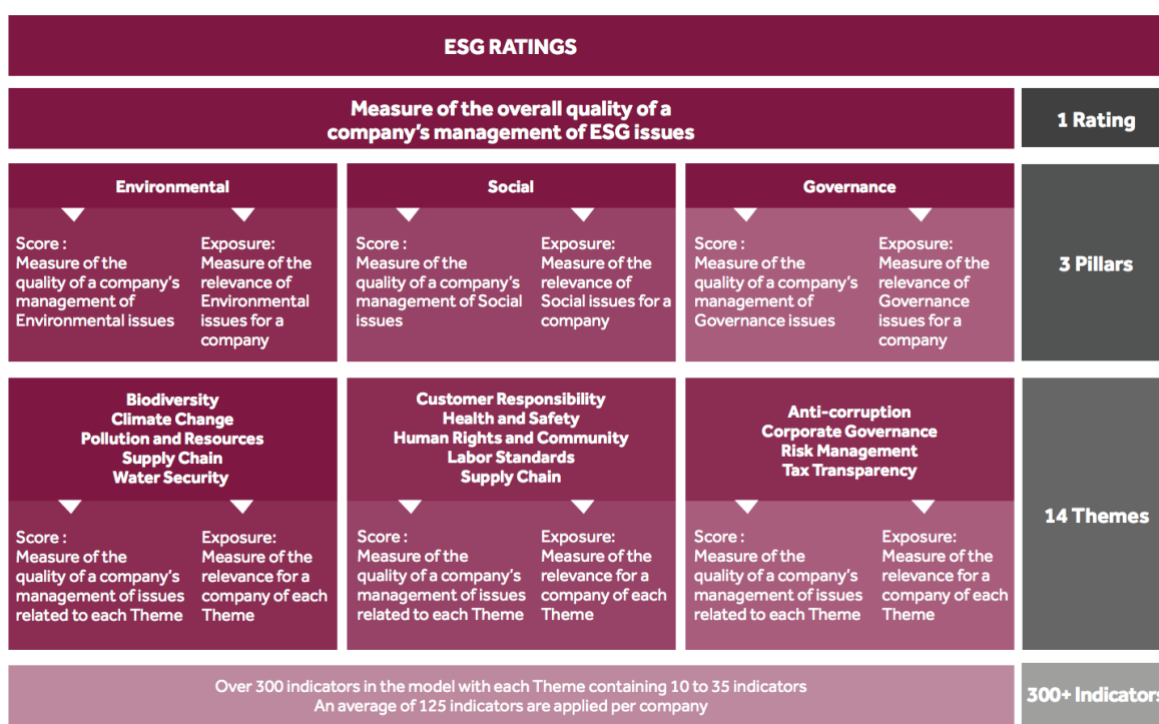 ESG RATINGS
Measure of the overall quality of a
company's management of ESG issues
1 Rating
Environmental
Score :
Measure of the
quality of a company's
management of
Environmental issues
Exposure:
Measure of the
relevance of
Environmental
issues for a
company
Social
Score :
Measure of the
quality of a company's
management of Social
issues
Exposure:
Measure of the
relevance of
Social issues for a
company
Governance
Score :
Measure of the
quality of a company's
management of
Governance issues
Exposure:
Measure of the
relevance of
Governance
issues for a
company
3 Pillars
Biodiversity
Climate Change
Pollution and Resources
Supply Chain
Water Security
Score :
Measure of the
quality of a company's
management of issues
related to each Theme
Exposure:
Measure of the
relevance for a
company of each
Theme
Customer Responsibility
Health and Safety
Human Rights and Community
Labor Standards
Supply Chain
Score :
Measure of the
quality of a company's
management of issues
related to each Theme
Exposure:
Measure of the
relevance for a
company of each
Theme
Anti-corruption
Corporate Governance
Risk Management
Tax Transparency
Score :
Measure of the
quality of a company's
management of issues
related to each Theme
Exposure:
Measure of the
relevance for a
company of each
Theme
14 Themes
Over 300 indicators in the model with each Theme containing 10 to 35 indicators
An average of 125 indicators are applied per company
300+ Indicators